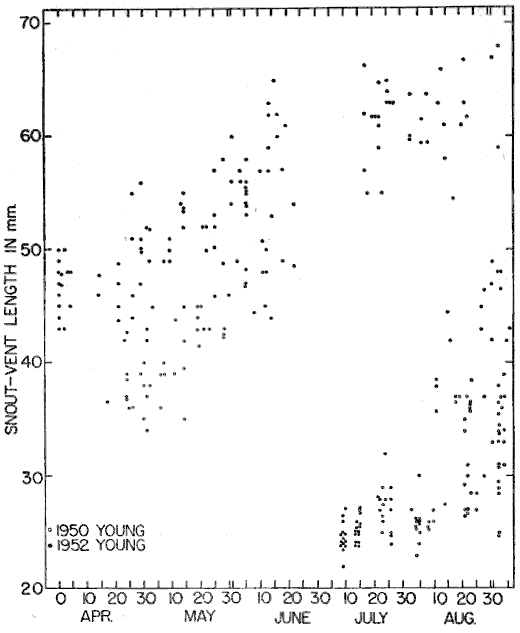 70
60
50
40
30
20
SNOUT-VENT LENGTH IN mm.
○ 1950 YOUNG
• 1952 YOUNG
0 10 20 30 10 20 30 10 20 30 10 20 30 10 20 30
APR. MAY JUNE JULY AUG.